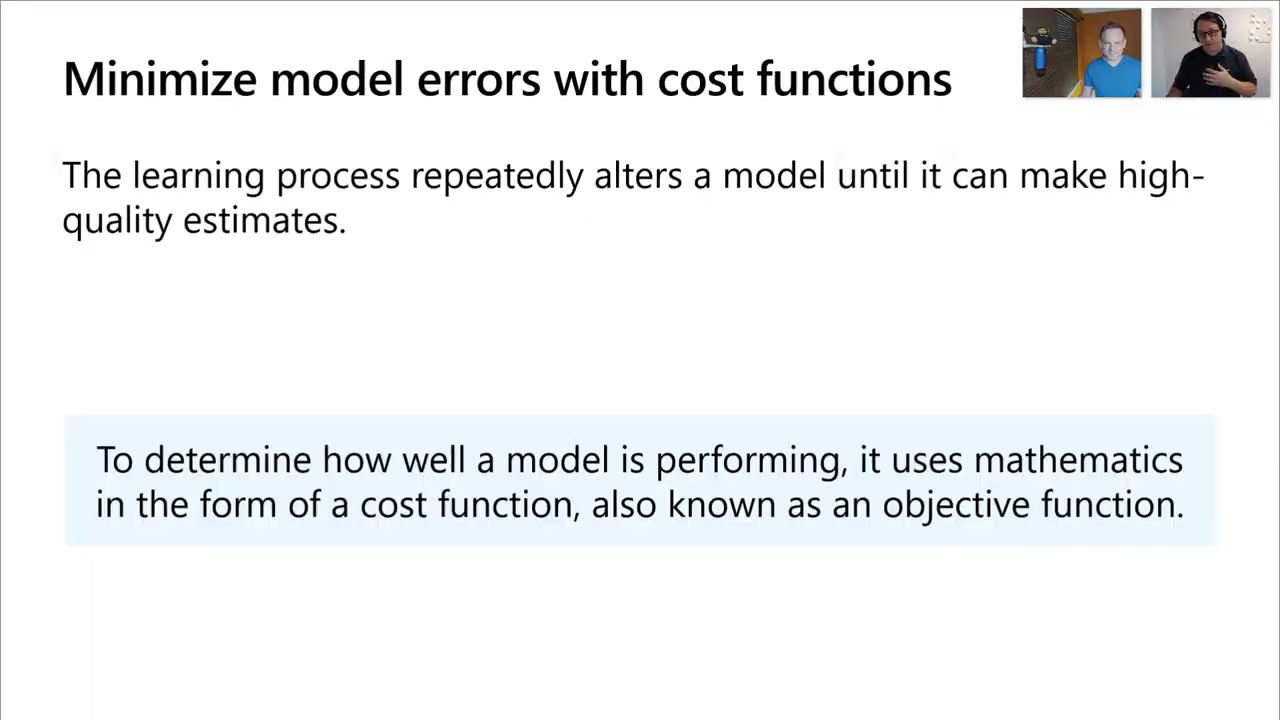 Minimize model errors with cost functions
The learning process repeatedly alters a model until it can make high-
quality estimates.
To determine how well a model is performing, it uses mathematics
in the form of a cost function, also known as an objective function.